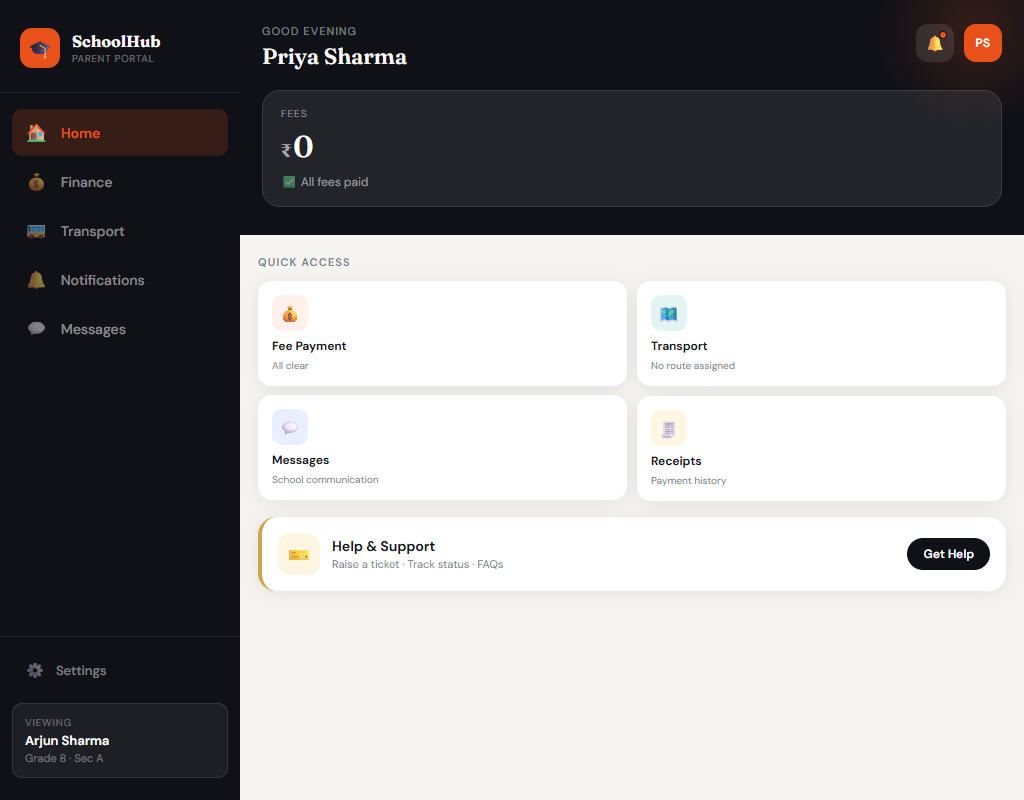 SchoolHub
PARENT PORTAL
Home
Finance
Transport
Notifications
Messages
Settings
VIEWING
Arjun Sharma
Grade 8 · Sec A
GOOD EVENING
Priya Sharma
PS
FEES
₹0
All fees paid
QUICK ACCESS
Fee Payment
All clear
Transport
No route assigned
Messages
School communication
Receipts
Payment history
Help & Support
Raise a ticket · Track status · FAQs
Get Help